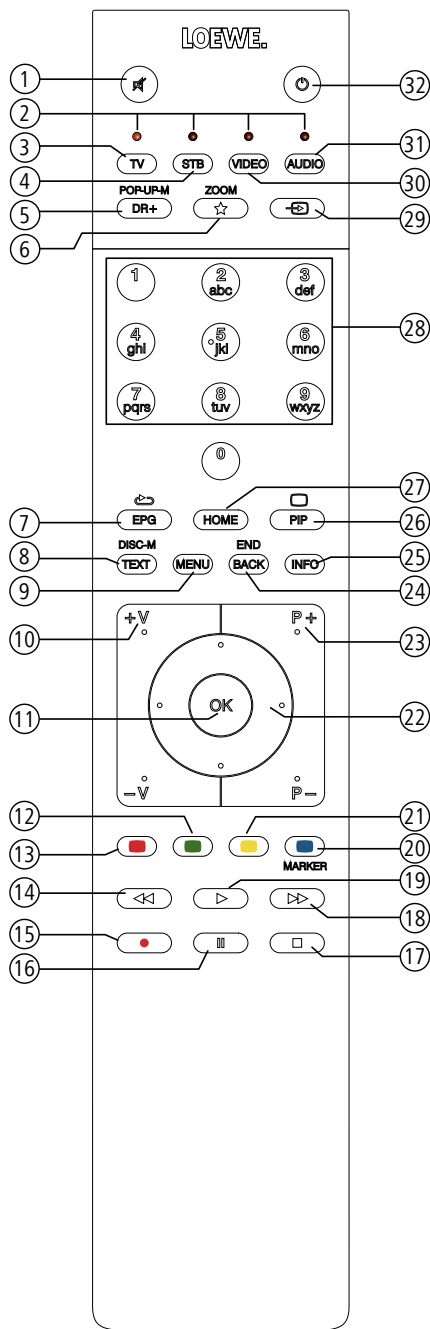 LOEWE.
1 32
2
3 TV STB VIDEO AUDIO 31
4 30
POP-UP-M ZOOM
5 DR+ 29
6
1 2 3
abc def
28
4 5 6
ghi jkl mno
7 8 9
pqrs tuv wxyz
0
27
7 EPG HOME PIP 26
DISC-M END
8 TEXT MENU BACK INFO 25
9 24
10 +V P+ 23
11 OK 22
-V P-
12 21
13 20
MARKER
14 19
18
15
16 17